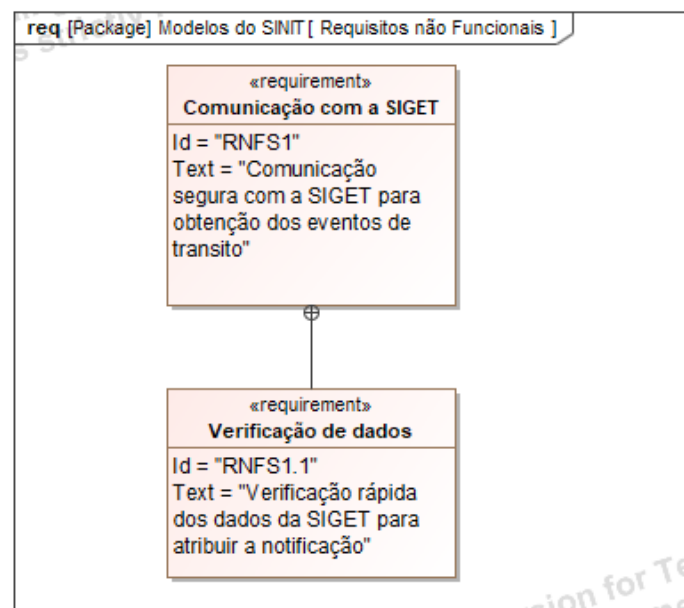 req [Package] Modelos do SINIT[ Requisitos não Funcionais ]
«requirement»
Comunicação com a SIGET
Id = "RNFS1"
Text = "Comunicação
segura com a SIGET para
obtenção dos eventos de
transito"
«requirement»
Verificação de dados
Id = "RNFS1.1"
Text = "Verificação rápida
dos dados da SIGET para
atribuir a notificação"
for